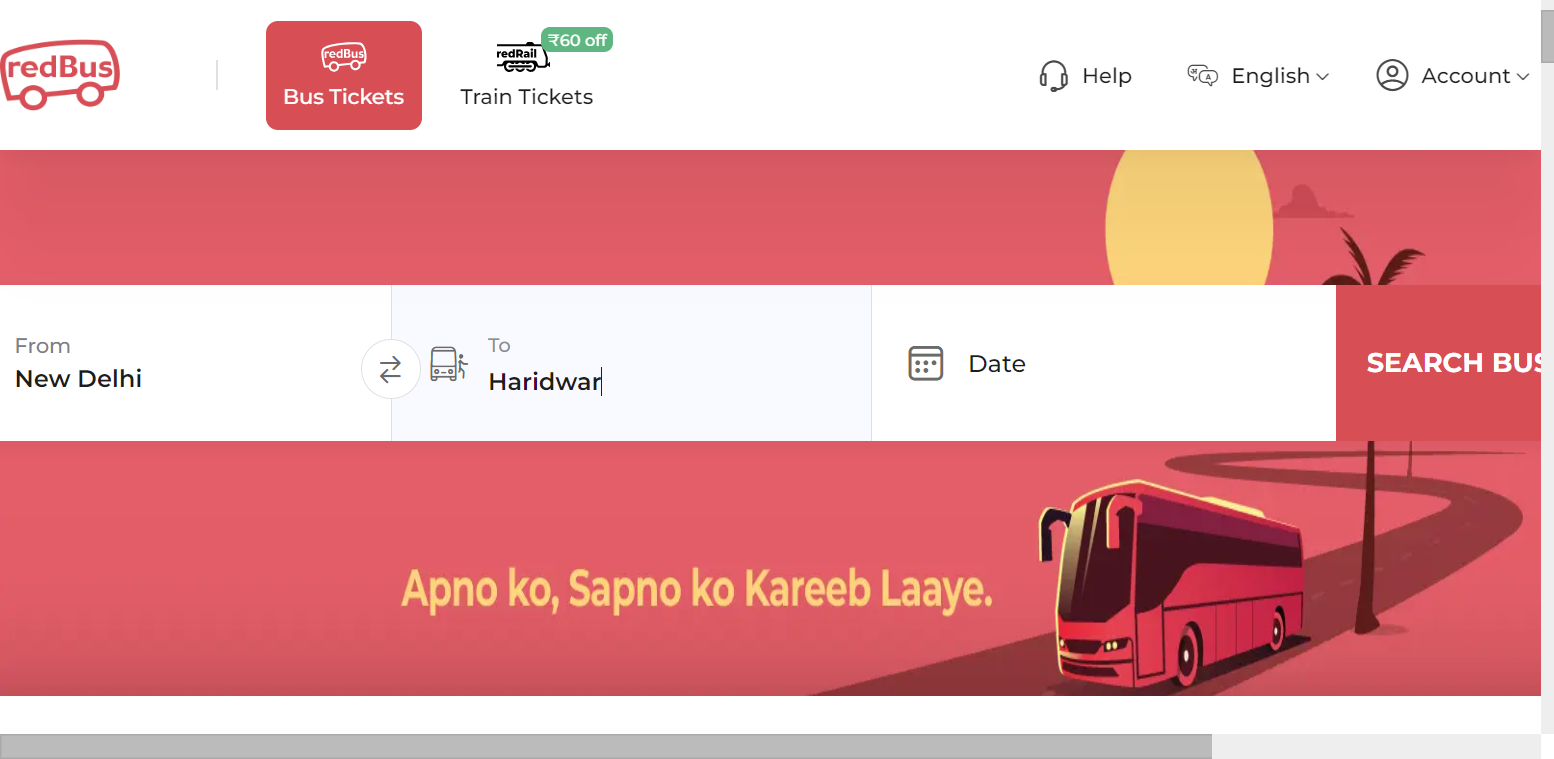 redBus
redBus
Bus Tickets
redRail
₹60 off
Train Tickets
Help
अ A
English
Account
From
New Delhi
To
Haridwar
Date
SEARCH BUS
Apno ko, Sapno ko Kareeb Laaye.